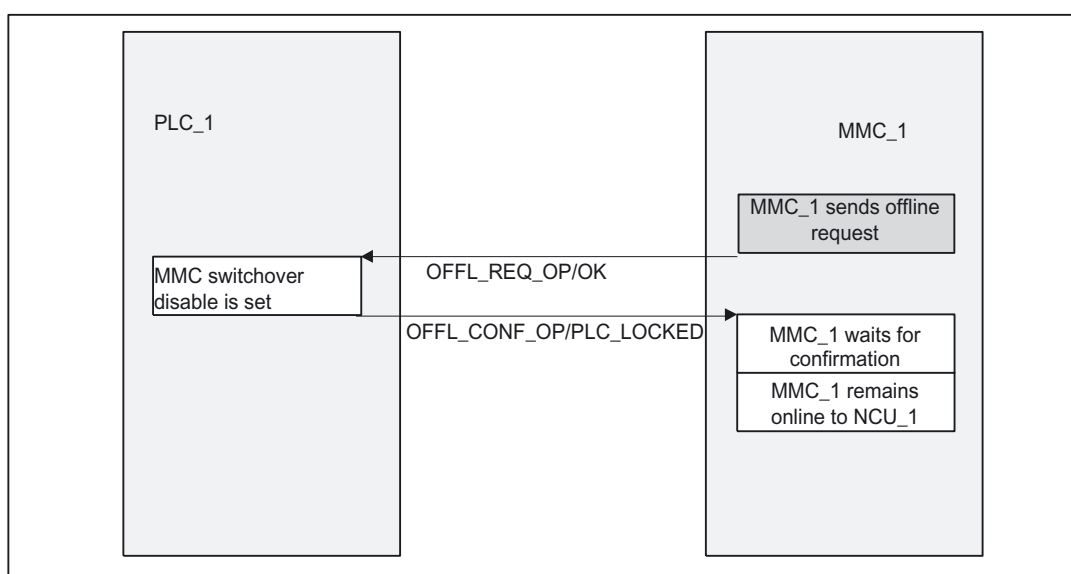 PLC_1
MMC_1
MMC_1 sends offline
request
OFFL_REQ_OP/OK
MMC switchover
disable is set
OFFL_CONF_OP/PLC_LOCKED
MMC_1 waits for
confirmation
MMC_1 remains
online to NCU_1